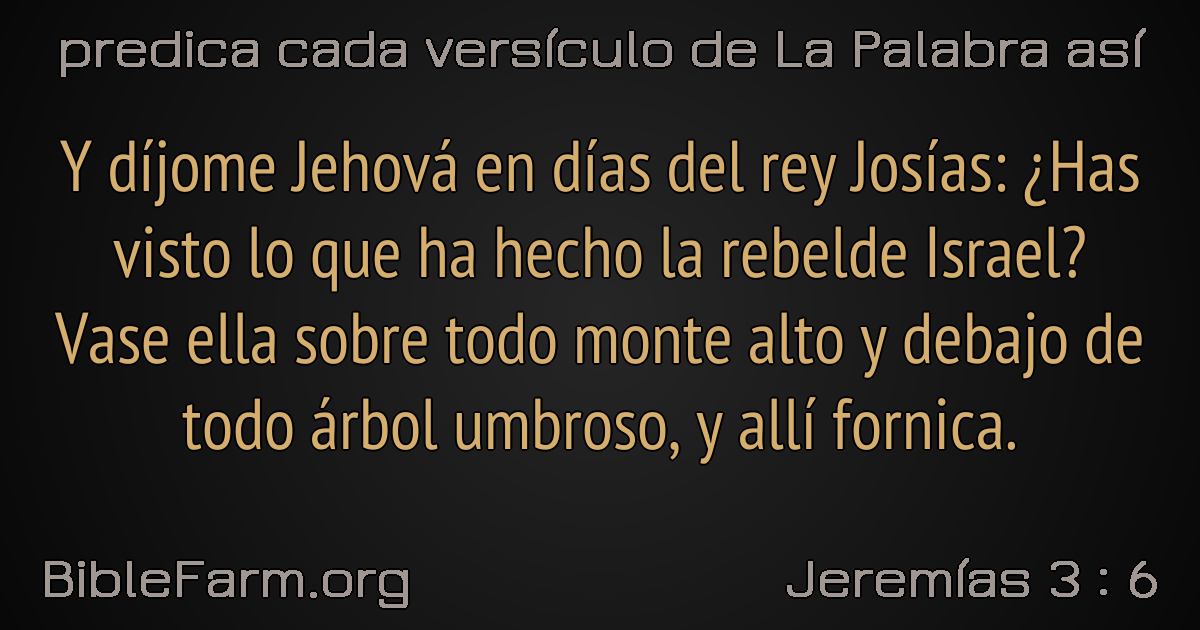 predica cada versículo de La Palabra así
Y díjome Jehová en días del rey Josías: ¿Has
visto lo que ha hecho la rebelde Israel?
Vase ella sobre todo monte alto y debajo de
todo árbol umbroso, y allí fornica.
BibleFarm.org
Jeremías 3 : 6